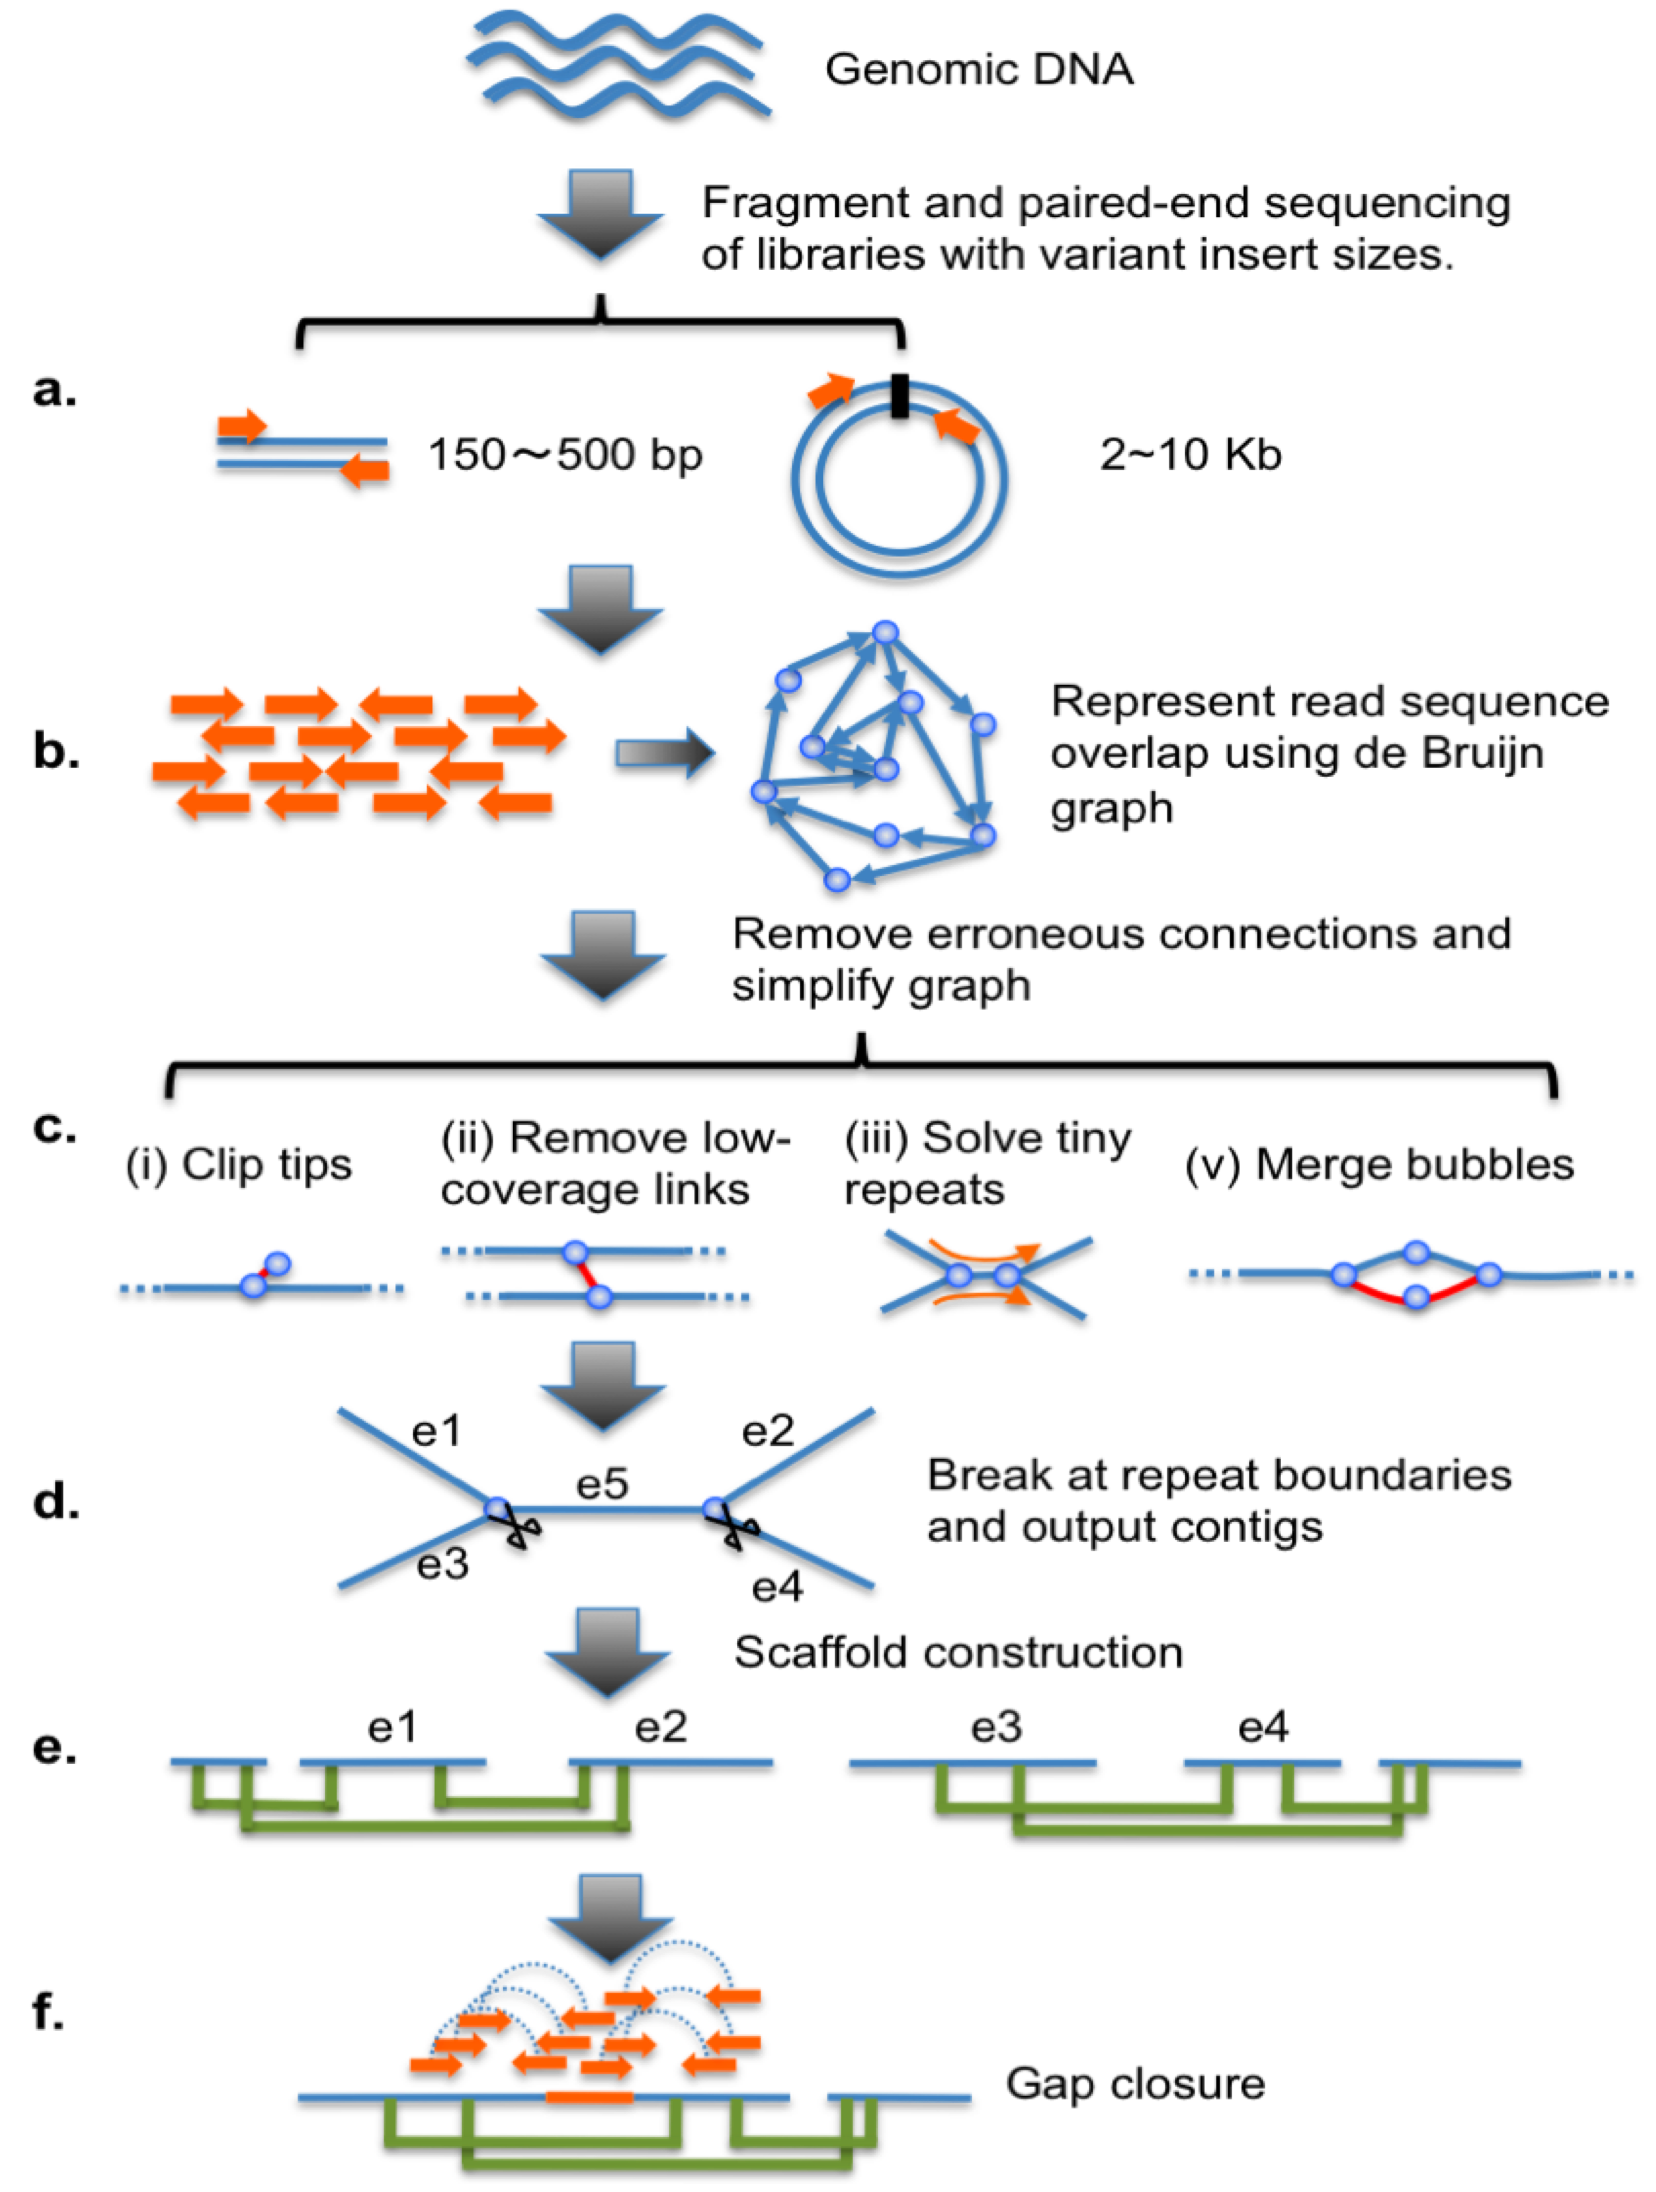 Genomic DNA
Fragment and paired-end sequencing
of libraries with variant insert sizes.
a.
150～500 bp
2~10 Kb
b.
Represent read sequence
overlap using de Bruijn
graph
Remove erroneous connections and
simplify graph
c.
(i) Clip tips
(ii) Remove low-
coverage links
(iii) Solve tiny
repeats
(v) Merge bubbles
d.
e1
e2
e5
e3
e4
Break at repeat boundaries
and output contigs
Scaffold construction
e.
e1
e2
e3
e4
f.
Gap closure